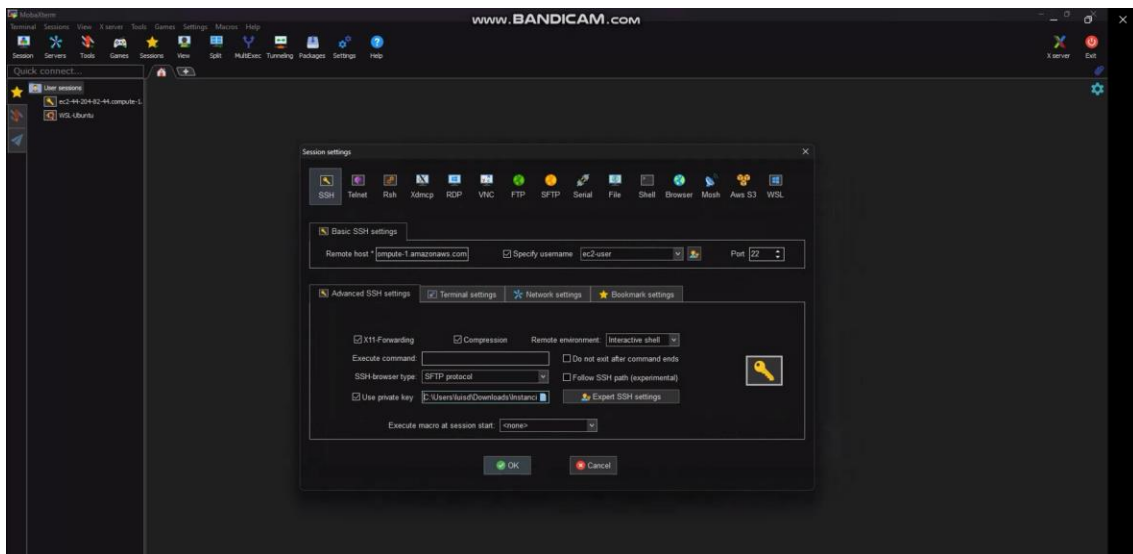 MobaXterm
www.BANDICAM.com
Terminal Sessions View X server Tools Games Settings Macros Help
Session Servers Tools Games Sessions View Split MultiExec Tunneling Packages Settings Help X server Exit
Quick connect...
User sessions
ec2-44-204-82-44.compute-1.
WSL-Ubuntu
Session settings
SSH Telnet Rsh Xdmcp RDP VNC FTP SFTP Serial File Shell Browser Mosh Aws S3 WSL
Basic SSH settings
Remote host * ompute-1.amazonaws.com Specify username ec2-user Port 22
Advanced SSH settings Terminal settings Network settings Bookmark settings
X11-Forwarding Compression Remote environment: Interactive shell
Execute command: Do not exit after command ends
SSH-browser type: SFTP protocol Follow SSH path (experimental)
Use private key C:\Users\luisd\Downloads\Instanci Expert SSH settings
Execute macro at session start: <none>
OK Cancel